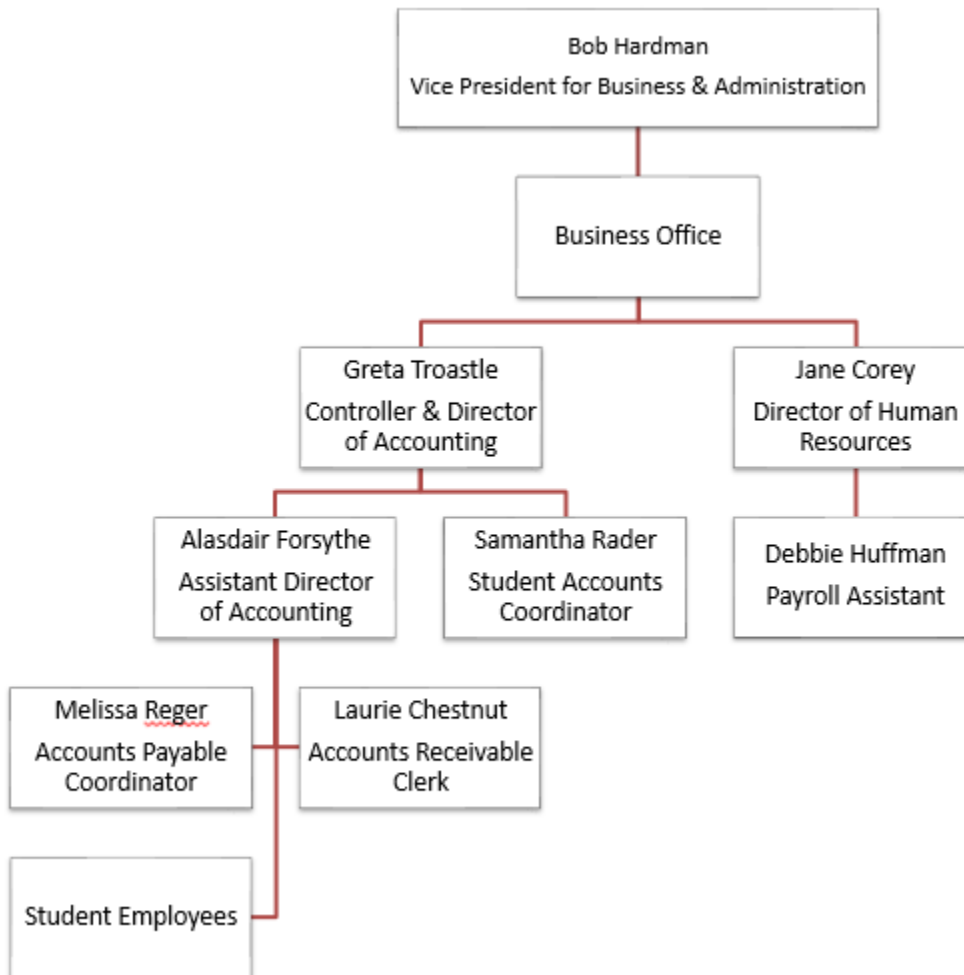 Bob Hardman
Vice President for Business & Administration
Business Office
Greta Troastle
Controller & Director
of Accounting
Jane Corey
Director of Human
Resources
Alasdair Forsythe
Assistant Director
of Accounting
Samantha Rader
Student Accounts
Coordinator
Debbie Huffman
Payroll Assistant
Melissa Reger
Accounts Payable
Coordinator
Laurie Chestnut
Accounts Receivable
Clerk
Student Employees